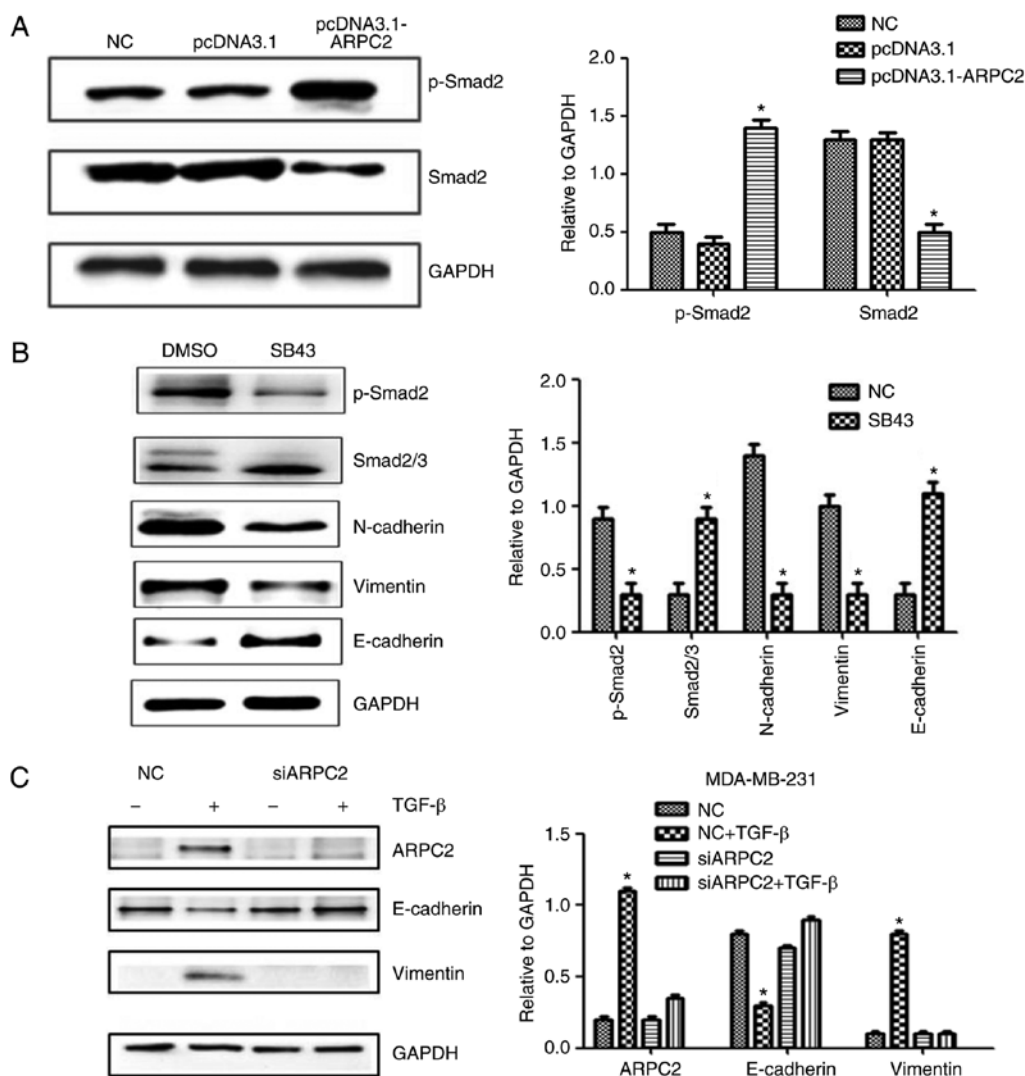 A
NC pcDNA3.1 pcDNA3.1-
ARPC2
p-Smad2
Smad2
GAPDH
NC
pcDNA3.1
pcDNA3.1-ARPC2
Relative to GAPDH
2.0
1.5
1.0
0.5
0.0
*
*
p-Smad2 Smad2
B
DMSO SB43
p-Smad2
Smad2/3
N-cadherin
Vimentin
E-cadherin
GAPDH
NC
SB43
Relative to GAPDH
2.0
1.5
1.0
0.5
0.0
* * * * *
p-Smad2 Smad2/3 N-cadherin Vimentin E-cadherin
C
NC siARPC2
− + − + TGF-β
ARPC2
E-cadherin
Vimentin
GAPDH
MDA-MB-231
NC
NC+TGF-β
siARPC2
siARPC2+TGF-β
Relative to GAPDH
1.5
1.0
0.5
0.0
* * *
ARPC2 E-cadherin Vimentin